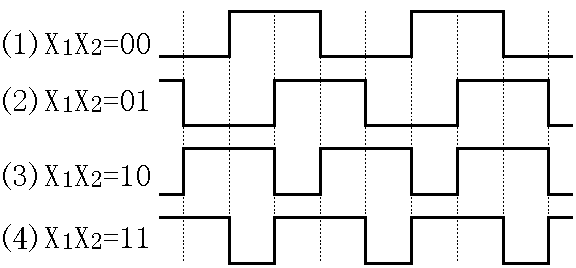 (1) X1X2=00
(2) X1X2=01
(3) X1X2=10
(4) X1X2=11